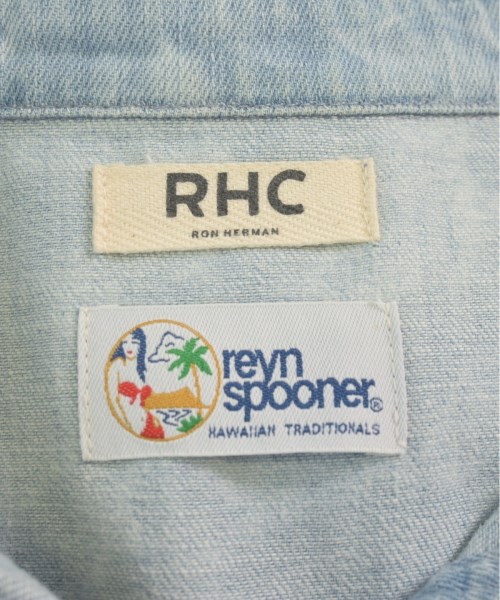 RHC
RON HERMAN
reyn
spooner®
HAWAIIAN TRADITIONALS